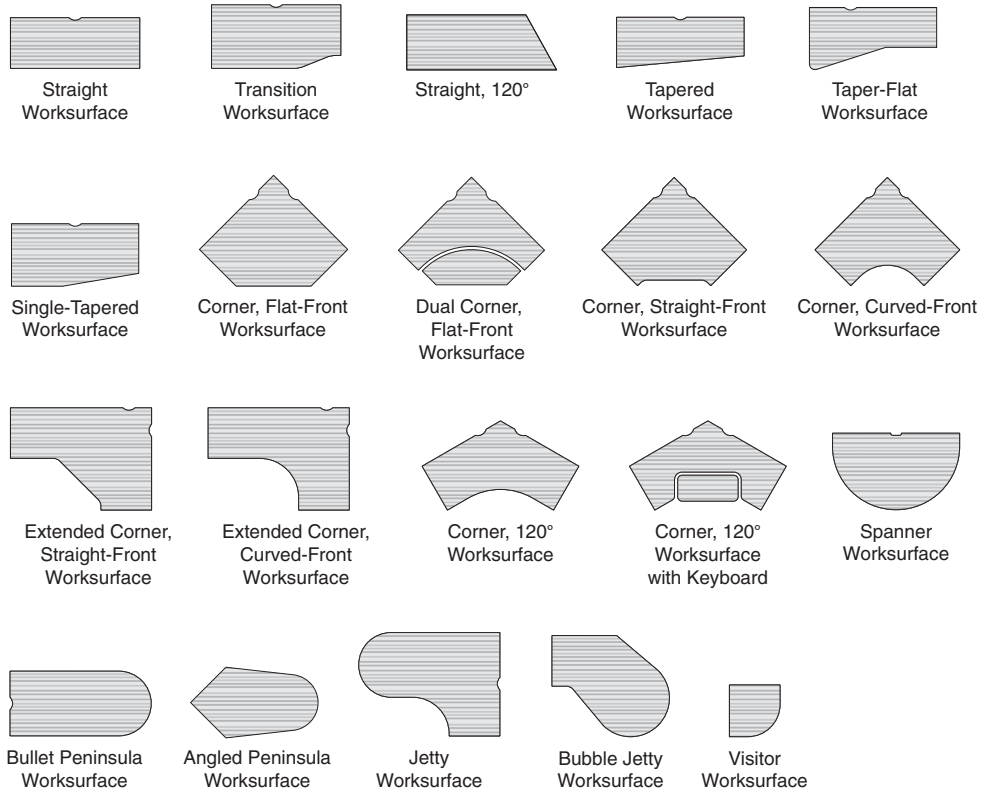 Straight
Worksurface
Transition
Worksurface
Straight, 120°
Tapered
Worksurface
Taper-Flat
Worksurface
Single-Tapered
Worksurface
Corner, Flat-Front
Worksurface
Dual Corner,
Flat-Front
Worksurface
Corner, Straight-Front
Worksurface
Corner, Curved-Front
Worksurface
Extended Corner,
Straight-Front
Worksurface
Extended Corner,
Curved-Front
Worksurface
Corner, 120°
Worksurface
Corner, 120°
Worksurface
with Keyboard
Spanner
Worksurface
Bullet Peninsula
Worksurface
Angled Peninsula
Worksurface
Jetty
Worksurface
Bubble Jetty
Worksurface
Visitor
Worksurface